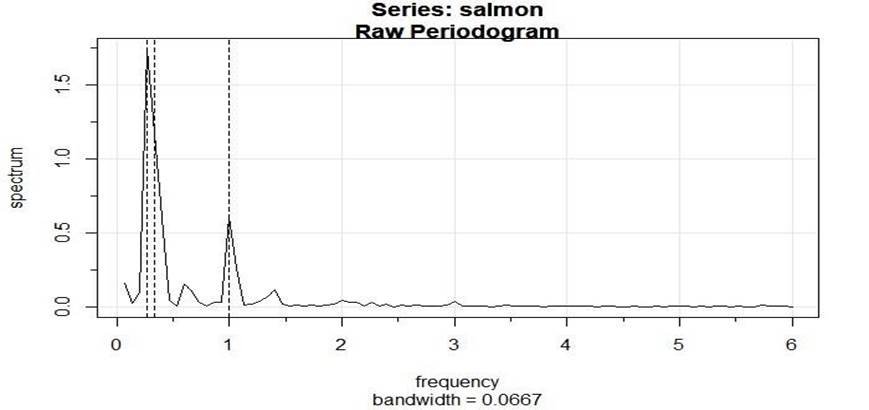 Series: salmon
Raw Periodogram
spectrum
1.5
1.0
0.5
0.0
0 1 2 3 4 5 6
frequency
bandwidth = 0.0667